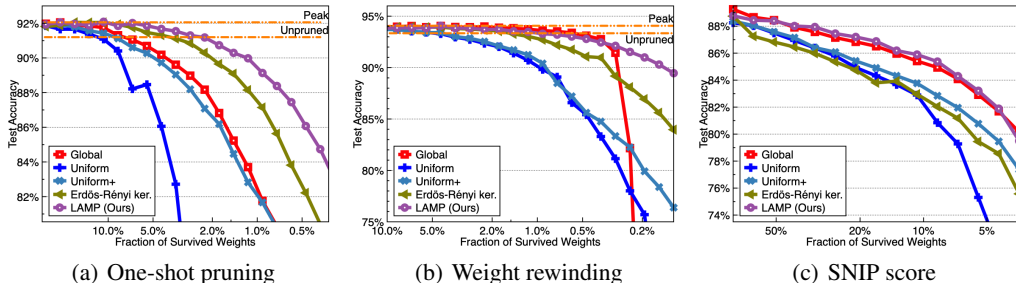 92%
90%
88%
86%
84%
82%
Test Accuracy
Peak
Unpruned
Global
Uniform
Uniform+
Erdös-Rényi ker.
LAMP (Ours)
10.0% 5.0% 2.0% 1.0% 0.5%
Fraction of Survived Weights
(a) One-shot pruning
95%
90%
85%
80%
75%
Test Accuracy
Peak
Unpruned
Global
Uniform
Uniform+
Erdös-Rényi ker.
LAMP (Ours)
10.0% 5.0% 2.0% 1.0% 0.5% 0.2%
Fraction of Survived Weights
(b) Weight rewinding
88%
86%
84%
82%
80%
78%
76%
74%
Test Accuracy
Global
Uniform
Uniform+
Erdös-Rényi ker.
LAMP (Ours)
50% 20% 10% 5%
Fraction of Survived Weights
(c) SNIP score